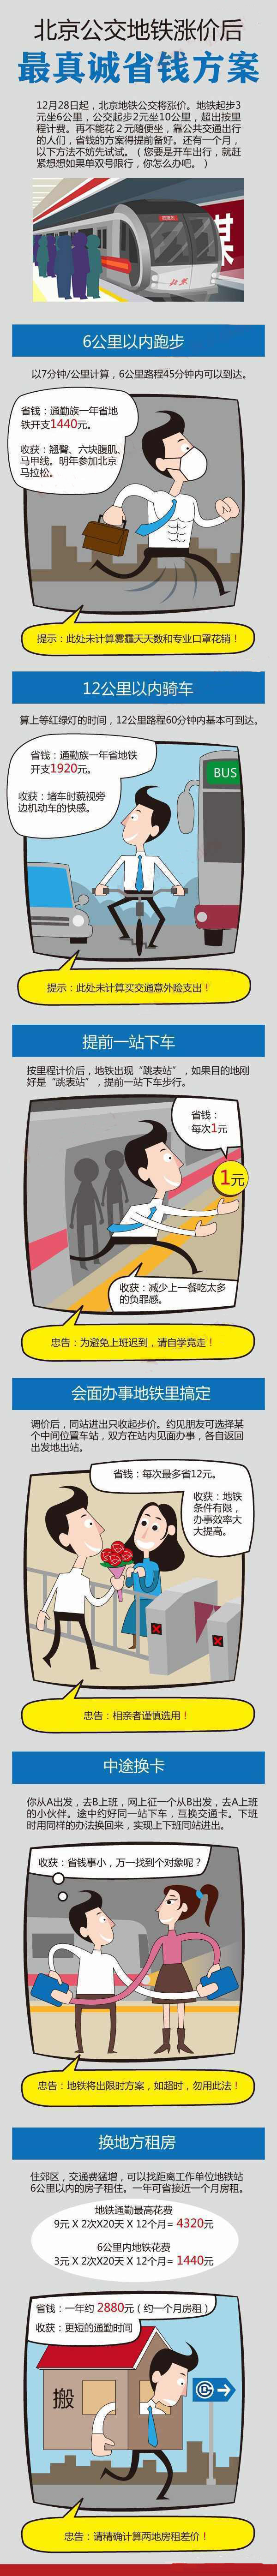 北京公交地铁涨价后
最真诚省钱方案
12月28日起，北京地铁公交将涨价。地铁起步3
元坐6公里，公交起步2元坐10公里，超出按里
程计费。再不能花2元随便坐，靠公共交通出行
的人们，省钱的方案得提前备好。还有一个月，
以下方法不妨先试试。（您要是开车出行，就赶
紧想想如果单双号限行，你怎么办吧。）
6公里以内跑步
以7分钟/公里计算，6公里路程45分钟内可以到达。
省钱：通勤族一年省地
铁开支1440元。
收获：翘臀、六块腹肌、
马甲线。明年参加北京
马拉松。
提示：此处未计算雾霾天天数和专业口罩花销！
12公里以内骑车
算上等红绿灯的时间，12公里路程60分钟内基本可到达。
省钱：通勤族一年省地铁
开支1920元。
收获：堵车时藐视旁
边机动车的快感。
BUS
提示：此处未计算买交通意外险支出！
提前一站下车
按里程计价后，地铁出现“跳表站”，如果目的地刚
好是“跳表站”，提前一站下车步行。
省钱：
每次1元
1元
收获：减少上一餐吃太多
的负罪感。
忠告：为避免上班迟到，请自学竞走！
会面办事地铁里搞定
调价后，同站进出只收起步价。约见朋友可选择某
个中间位置车站，双方在站内见面办事，各自返回
出发地出站。
省钱：每次最多省12元。
收获：地铁
条件有限，
办事效率大
大提高。
忠告：相亲者谨慎选用！
中途换卡
你从A出发，去B上班，网上征一个从B出发，去A上班
的小伙伴。途中约好同一站下车，互换交通卡。下班
时用同样的办法换回来，实现上下班同站进出。
收获：省钱事小，万一找到个对象呢？
忠告：地铁将出限时方案，如超时，勿用此法！
换地方租房
住郊区，交通费猛增，可以找距离工作单位地铁站
6公里以内的房子租住。一年可省接近一个月房租。
地铁通勤最高花费
9元 X 2次X20天 X 12个月= 4320元
6公里内地铁花费
3元 X 2次X20天 X 12个月= 1440元
省钱：一年约 2880元（约一个月房租）
收获：更短的通勤时间
搬
忠告：请精确计算两地房租差价！